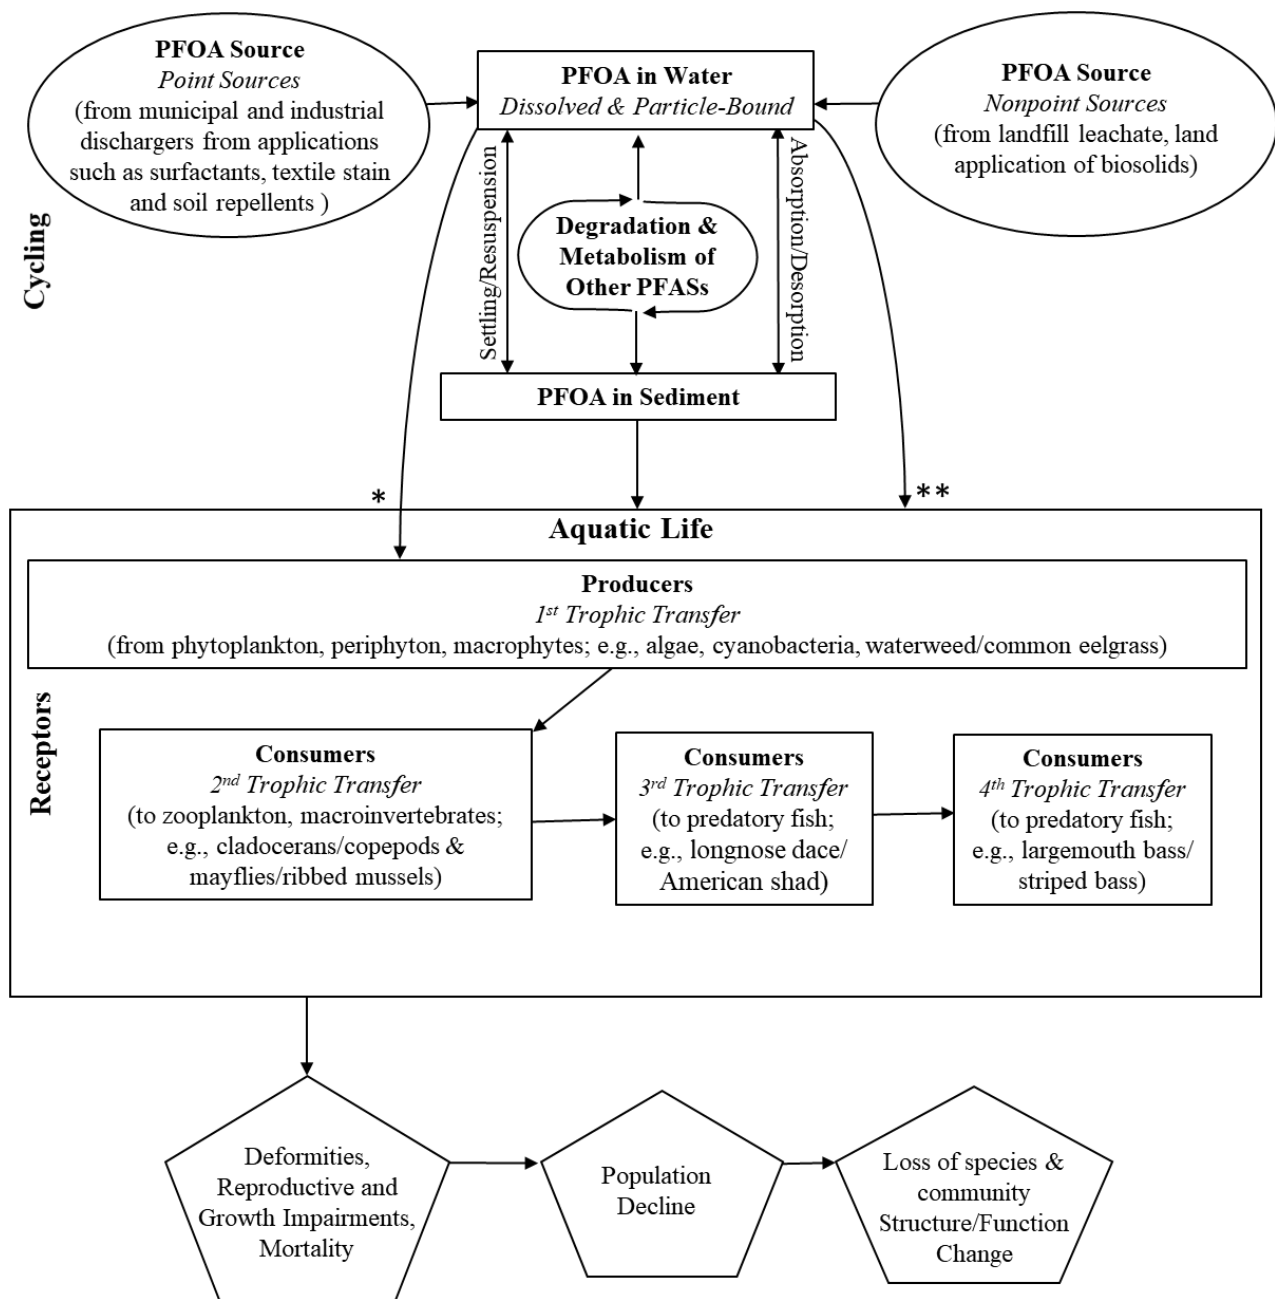 PFOA Source
Point Sources
(from municipal and industrial
dischargers from applications
such as surfactants, textile stain
and soil repellents )
PFOA in Water
Dissolved & Particle-Bound
PFOA Source
Nonpoint Sources
(from landfill leachate, land
application of biosolids)
Cycling
Settling/Resuspension
Degradation &
Metabolism of
Other PFASs
Absorption/Desorption
PFOA in Sediment
*
**
Aquatic Life
Producers
1st Trophic Transfer
(from phytoplankton, periphyton, macrophytes; e.g., algae, cyanobacteria, waterweed/common eelgrass)
Receptors
Consumers
2nd Trophic Transfer
(to zooplankton, macroinvertebrates;
e.g., cladocerans/copepods &
mayflies/ribbed mussels)
Consumers
3rd Trophic Transfer
(to predatory fish;
e.g., longnose dace/
American shad)
Consumers
4th Trophic Transfer
(to predatory fish;
e.g., largemouth bass/
striped bass)
Deformities,
Reproductive and
Growth Impairments,
Mortality
Population
Decline
Loss of species &
community
Structure/Function
Change